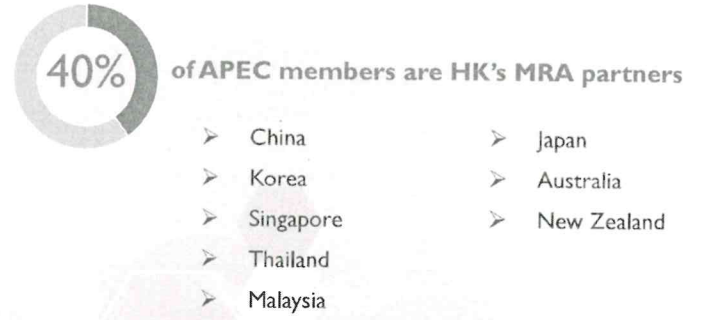 40%
of APEC members are HK's MRA partners
China
Korea
Singapore
Thailand
Malaysia
Japan
Australia
New Zealand